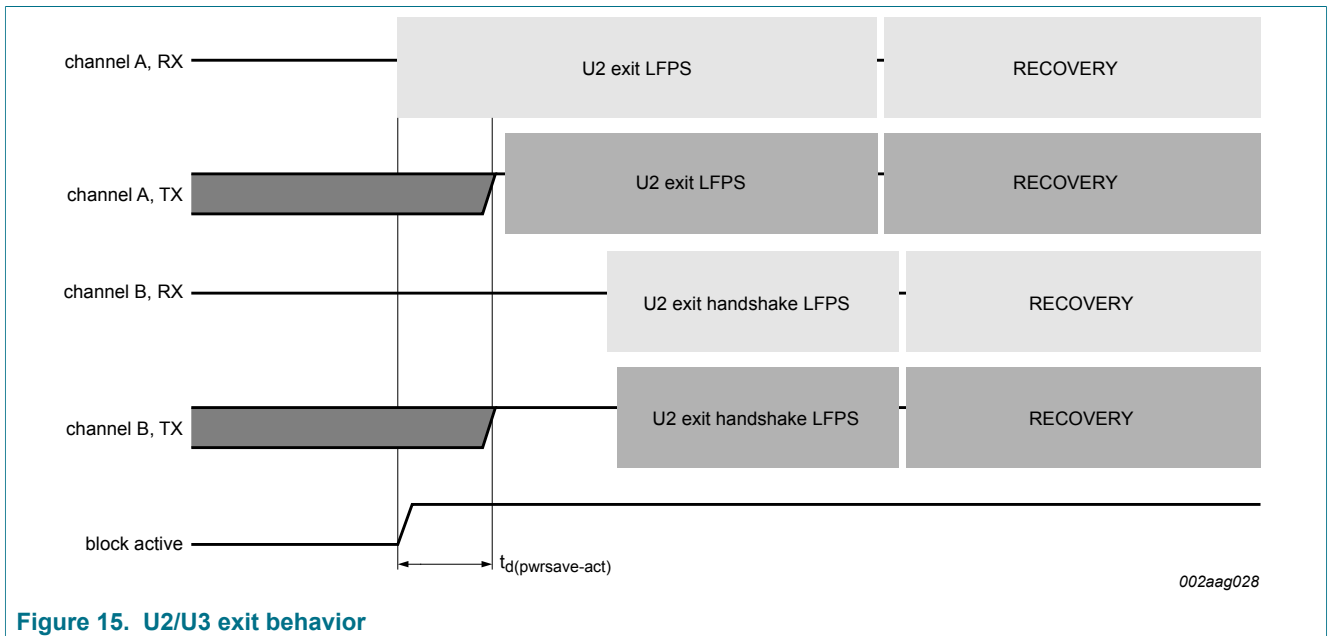 channel A, RX U2 exit LFPS RECOVERY
channel A, TX U2 exit LFPS RECOVERY
channel B, RX U2 exit handshake LFPS RECOVERY
channel B, TX U2 exit handshake LFPS RECOVERY
block active
td(pwrsave-act)
002aag028
Figure 15. U2/U3 exit behavior